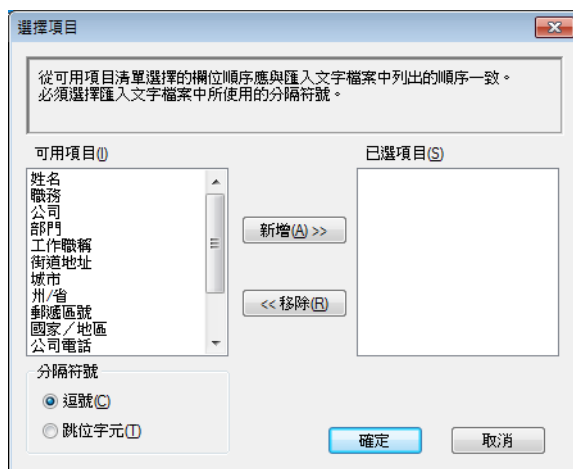 選擇項目
從可用項目清單選擇的欄位順序應與匯入文字檔案中列出的順序一致。
必須選擇匯入文字檔案中所使用的分隔符號。
可用項目(I)
已選項目(S)
姓名
職務
公司
部門
工作職稱
街道地址
城市
州/省
郵遞區號
國家／地區
公司電話
新增(A) >>
<< 移除(R)
分隔符號
逗號(C)
跳位字元(T)
確定
取消